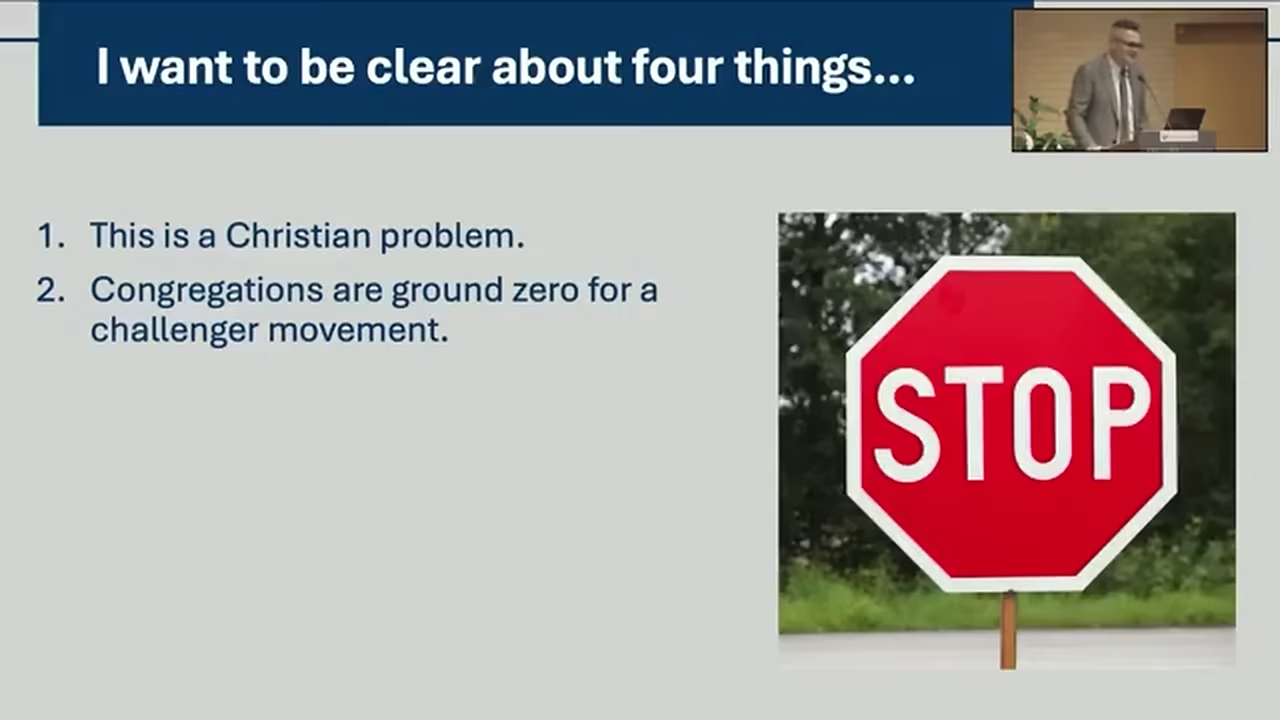 I want to be clear about four things...
1. This is a Christian problem.
2. Congregations are ground zero for a
challenger movement.
STOP